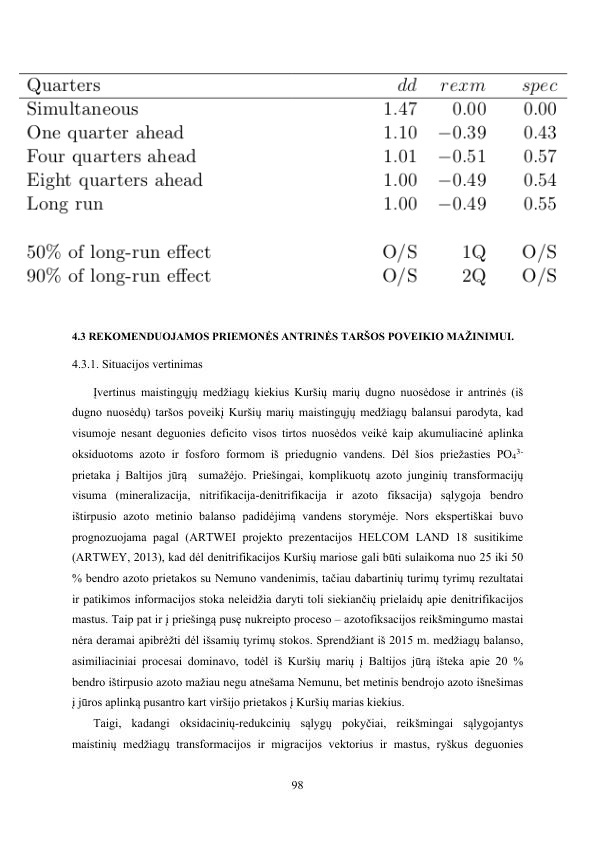 Quarters dd rexm spec
Simultaneous 1.47 0.00 0.00
One quarter ahead 1.10 −0.39 0.43
Four quarters ahead 1.01 −0.51 0.57
Eight quarters ahead 1.00 −0.49 0.54
Long run 1.00 −0.49 0.55
50% of long-run effect O/S 1Q O/S
90% of long-run effect O/S 2Q O/S
4.3 REKOMENDUOJAMOS PRIEMONĖS ANTRINĖS TARŠOS POVEIKIO MAŽINIMUI.
4.3.1. Situacijos vertinimas
Įvertinus maistingųjų medžiagų kiekius Kuršių marių dugno nuosėdose ir antrinės (iš
dugno nuosėdų) taršos poveikį Kuršių marių maistingųjų medžiagų balansui parodyta, kad
visumoje nesant deguonies deficito visos tirtos nuosėdos veikė kaip akumuliacinė aplinka
oksiduotoms azoto ir fosforo formom iš priedugnio vandens. Dėl šios priežasties PO₄³⁻
prietaka į Baltijos jūrą sumažėjo. Priešingai, komplikuotų azoto junginių transformacijų
visuma (mineralizacija, nitrifikacija-denitrifikacija ir azoto fiksacija) sąlygoja bendro
ištirpusio azoto metinio balanso padidėjimą vandens storymėje. Nors ekspertiškai buvo
prognozuojama pagal (ARTWEI projekto prezentacijos HELCOM LAND 18 susitikime
(ARTWEY, 2013), kad dėl denitrifikacijos Kuršių mariose gali būti sulaikoma nuo 25 iki 50
% bendro azoto prietakos su Nemuno vandenimis, tačiau dabartinių turimų tyrimų rezultatai
ir patikimos informacijos stoka neleidžia daryti toli siekiančių prielaidų apie denitrifikacijos
mastus. Taip pat ir į priešingą pusę nukreipto proceso – azotofiksacijos reikšmingumo mastai
nėra deramai apibrėžti dėl išsamių tyrimų stokos. Sprendžiant iš 2015 m. medžiagų balanso,
asimiliaciniai procesai dominavo, todėl iš Kuršių marių į Baltijos jūrą išteka apie 20 %
bendro ištirpusio azoto mažiau negu atnešama Nemunu, bet metinis bendrojo azoto išnešimas
į jūros aplinką pusantro kart viršijo prietakos į Kuršių marias kiekius.
Taigi, kadangi oksidacinių-redukcinių sąlygų pokyčiai, reikšmingai sąlygojantys
maistinių medžiagų transformacijos ir migracijos vektorius ir mastus, ryškus deguonies
98